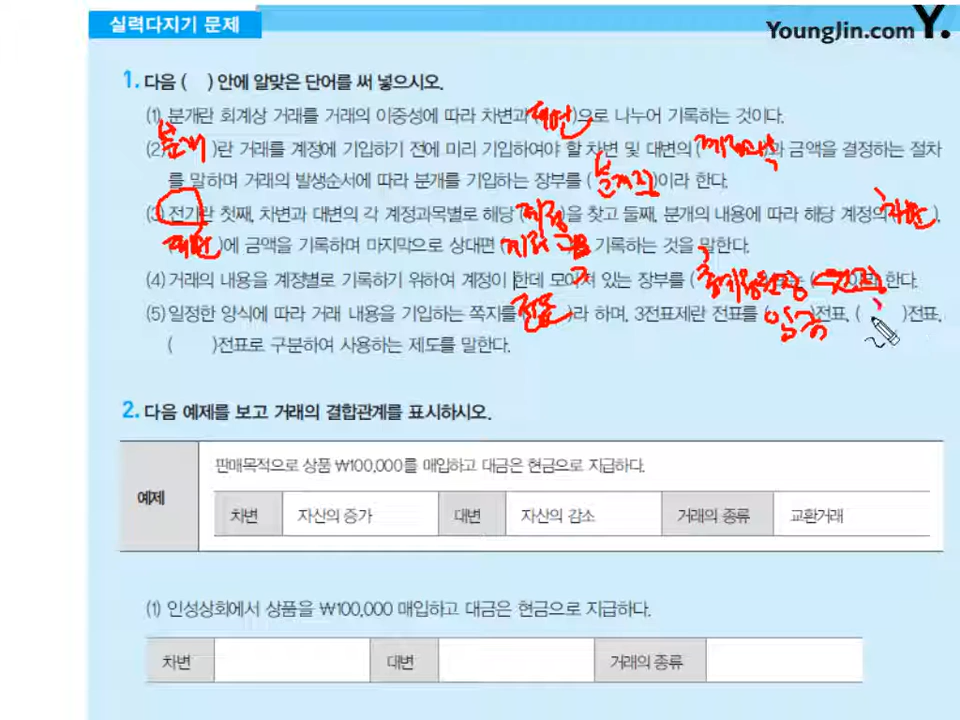 실력다지기 문제
YoungJin.com Y.
1. 다음 ( ) 안에 알맞은 단어를 써 넣으시오.
(1) 분개란 회계상 거래를 거래의 이중성에 따라 차변과 (대변)으로 나누어 기록하는 것이다.
(2) (분개)란 거래를 계정에 기입하기 전에 미리 기입하여야 할 차변 및 대변의 (계정과목)과 금액을 결정하는 절차
를 말하며 거래의 발생순서에 따라 분개를 기입하는 장부를 (분개장)이라 한다.
(3) 전기란 첫째, 차변과 대변의 각 계정과목별로 해당 (계정)을 찾고 둘째, 분개의 내용에 따라 해당 계정의 (차변),
(대변)에 금액을 기록하며 마지막으로 상대편 ( 기록하는 것을 말한다.
(4) 거래의 내용을 계정별로 기록하기 위하여 계정이 한데 모아져 있는 장부를 (총계정원장 ( 한다.
(5) 일정한 양식에 따라 거래 내용을 기입하는 쪽지를 (전표)라 하며, 3전표제란 전표를 (입금)전표, ( )전표,
( )전표로 구분하여 사용하는 제도를 말한다.
2. 다음 예제를 보고 거래의 결합관계를 표시하시오.
예제
판매목적으로 상품 ₩100,000를 매입하고 대금은 현금으로 지급하다.
차변 자산의 증가 대변 자산의 감소 거래의 종류 교환거래
(1) 인성상회에서 상품을 ₩100,000 매입하고 대금은 현금으로 지급하다.
차변 대변 거래의 종류